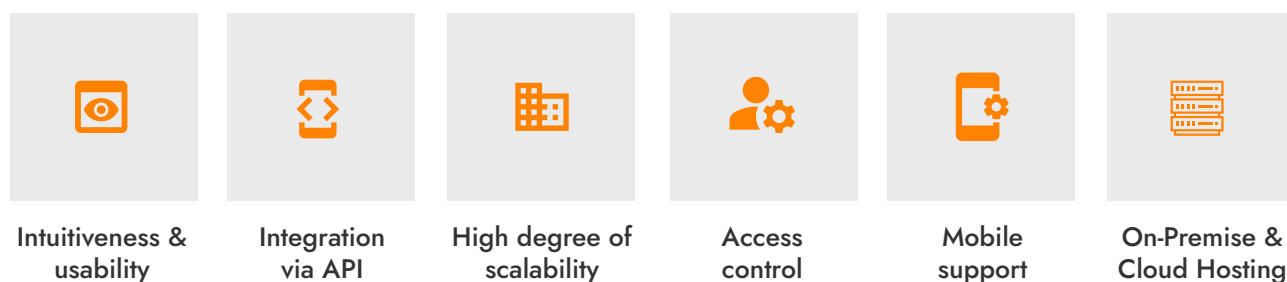 Intuitiveness &
usability
Integration
via API
High degree of
scalability
Access
control
Mobile
support
On-Premise &
Cloud Hosting